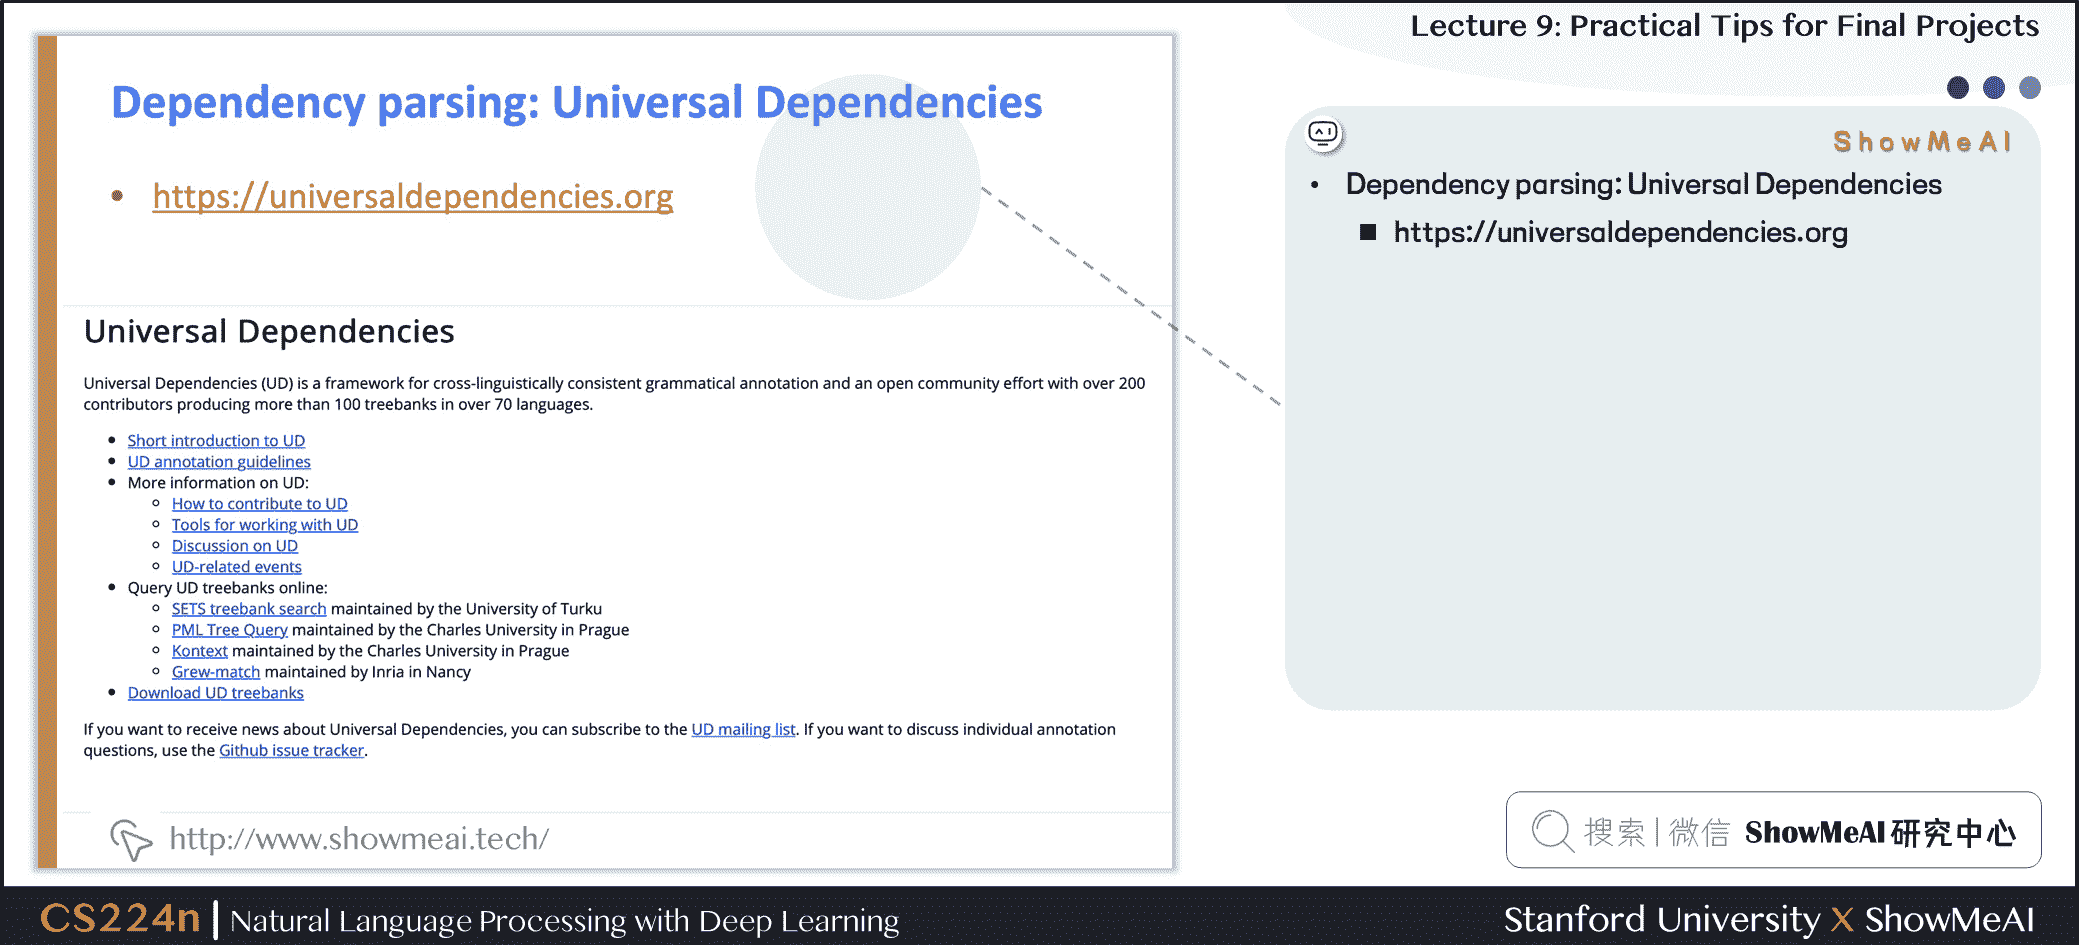 Lecture 9: Practical Tips for Final Projects
Dependency parsing: Universal Dependencies
• https://universaldependencies.org
Universal Dependencies
Universal Dependencies (UD) is a framework for cross-linguistically consistent grammatical annotation and an open community effort with over 200
contributors producing more than 100 treebanks in over 70 languages.
• Short introduction to UD
• UD annotation guidelines
• More information on UD:
◦ How to contribute to UD
◦ Tools for working with UD
◦ Discussion on UD
◦ UD-related events
• Query UD treebanks online:
◦ SETS treebank search maintained by the University of Turku
◦ PML Tree Query maintained by the Charles University in Prague
◦ Kontext maintained by the Charles University in Prague
◦ Grew-match maintained by Inria in Nancy
• Download UD treebanks
If you want to receive news about Universal Dependencies, you can subscribe to the UD mailing list. If you want to discuss individual annotation
questions, use the Github issue tracker.
http://www.showmeai.tech/
ShowMeAI
• Dependency parsing: Universal Dependencies
■ https://universaldependencies.org
搜索 | 微信 ShowMeAI 研究中心
CS224n | Natural Language Processing with Deep Learning
Stanford University X ShowMeAI